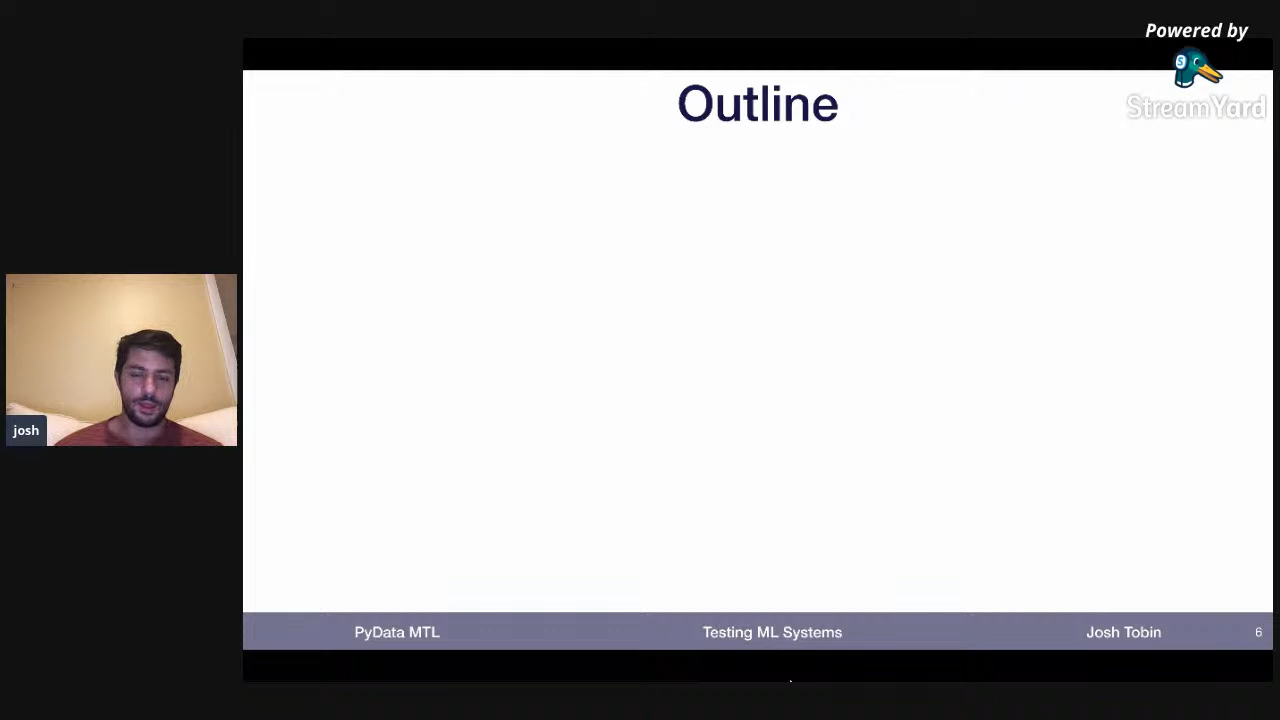 Powered by
StreamYard
Outline
josh
PyData MTL
Testing ML Systems
Josh Tobin
6